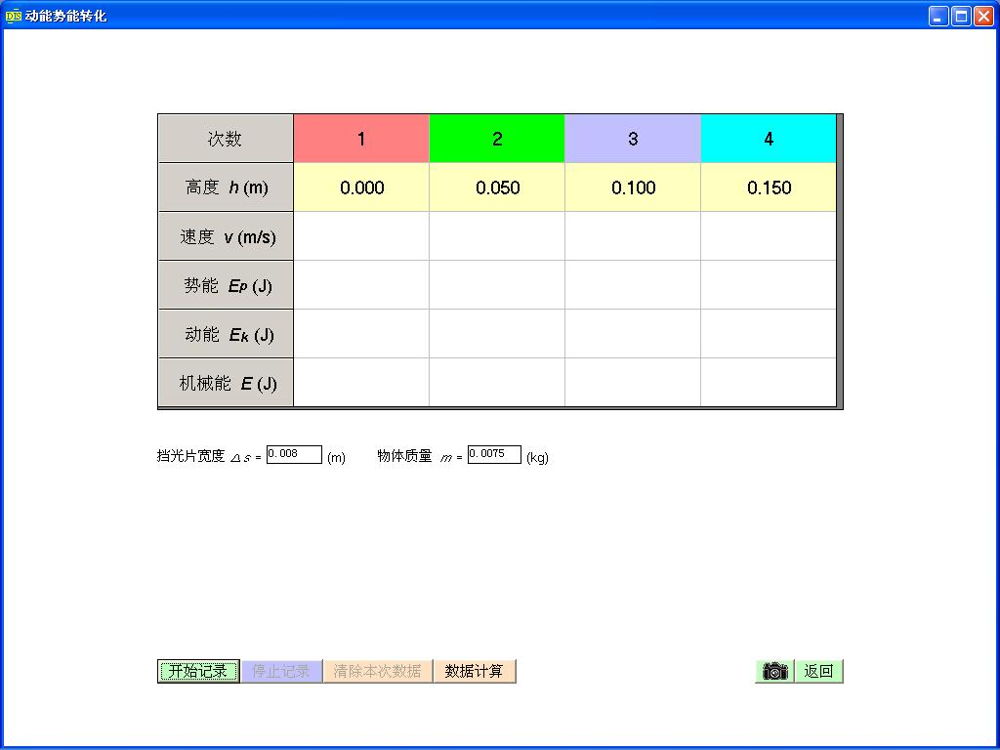 DIS 动能势能转化
次数 1 2 3 4
高度 h (m) 0.000 0.050 0.100 0.150
速度 v (m/s)
势能 Ep (J)
动能 Ek (J)
机械能 E (J)
挡光片宽度 △s = 0.008 (m) 物体质量 m = 0.0075 (kg)
开始记录 停止记录 清除本次数据 数据计算 返回